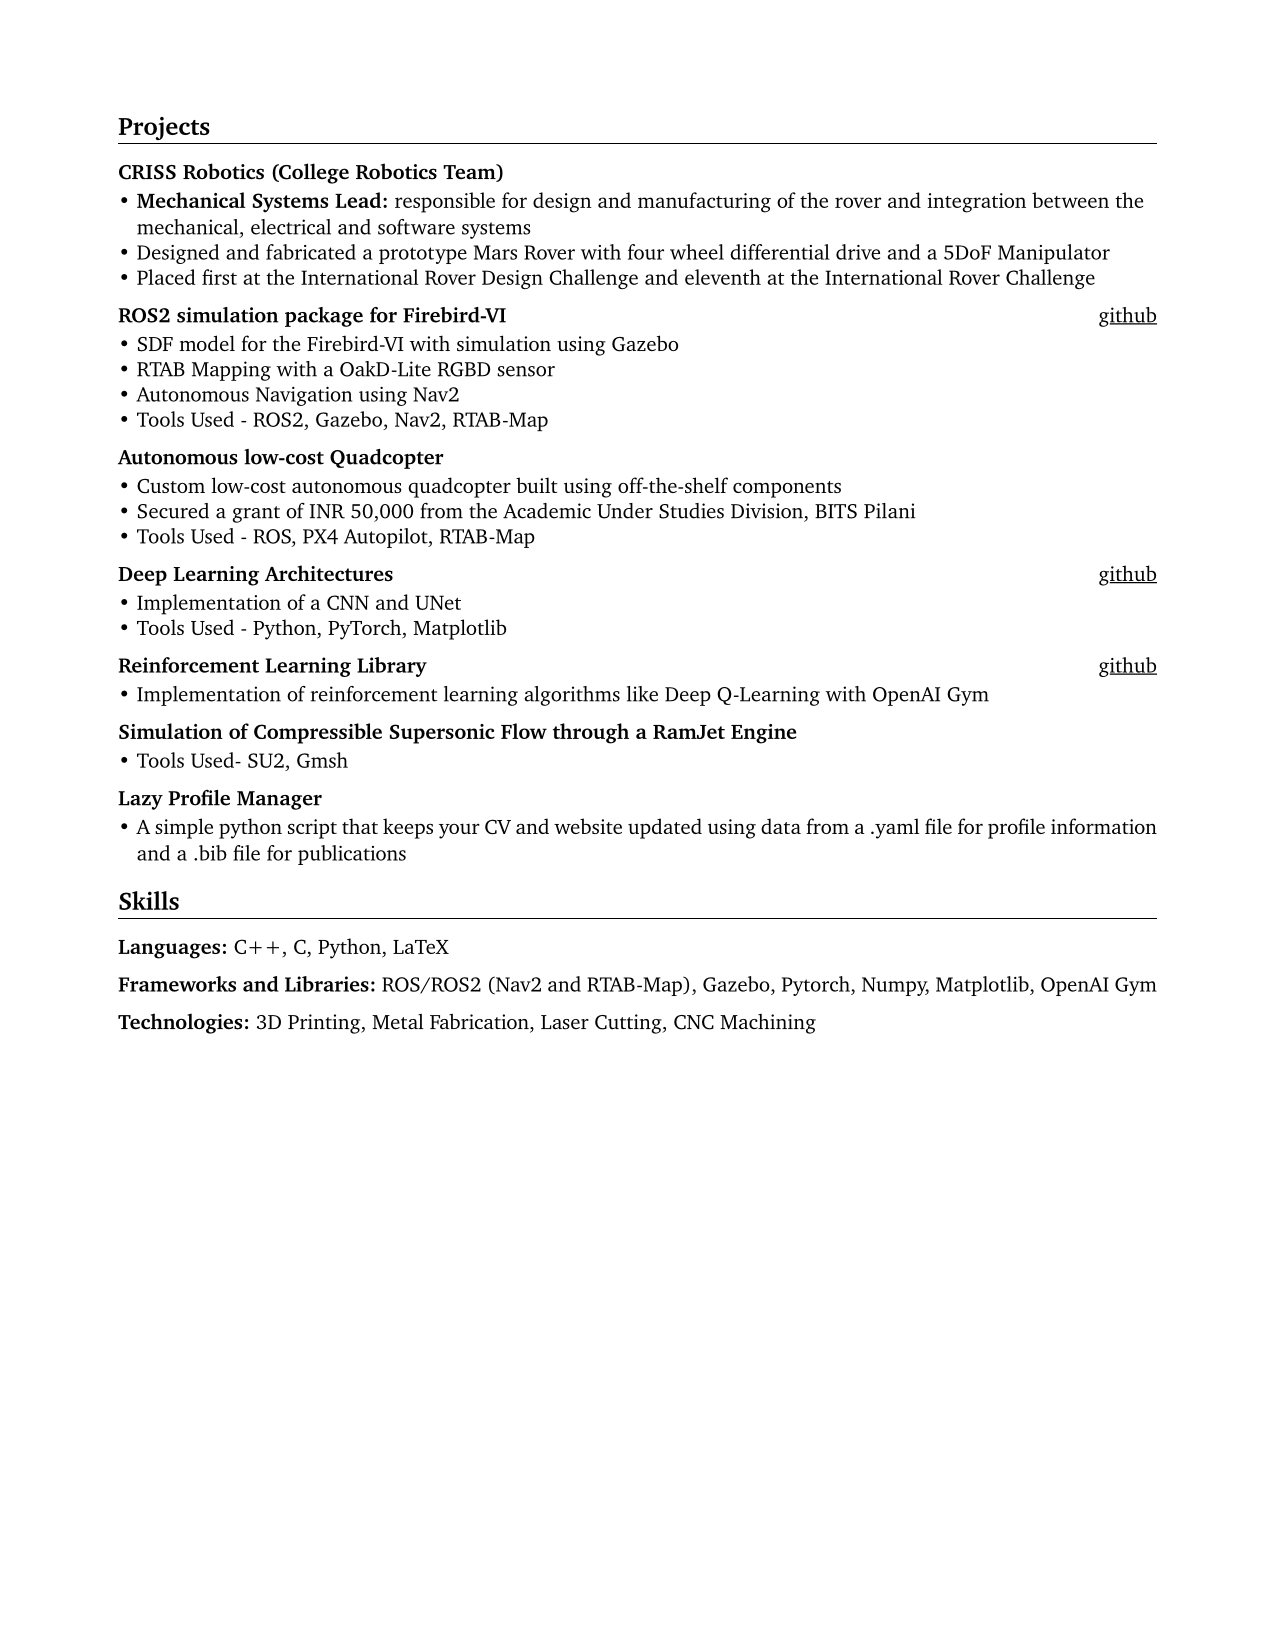 Projects
CRISS Robotics (College Robotics Team)
• Mechanical Systems Lead: responsible for design and manufacturing of the rover and integration between the
mechanical, electrical and software systems
• Designed and fabricated a prototype Mars Rover with four wheel differential drive and a 5DoF Manipulator
• Placed first at the International Rover Design Challenge and eleventh at the International Rover Challenge
ROS2 simulation package for Firebird-VI github
• SDF model for the Firebird-VI with simulation using Gazebo
• RTAB Mapping with a OakD-Lite RGBD sensor
• Autonomous Navigation using Nav2
• Tools Used - ROS2, Gazebo, Nav2, RTAB-Map
Autonomous low-cost Quadcopter
• Custom low-cost autonomous quadcopter built using off-the-shelf components
• Secured a grant of INR 50,000 from the Academic Under Studies Division, BITS Pilani
• Tools Used - ROS, PX4 Autopilot, RTAB-Map
Deep Learning Architectures github
• Implementation of a CNN and UNet
• Tools Used - Python, PyTorch, Matplotlib
Reinforcement Learning Library github
• Implementation of reinforcement learning algorithms like Deep Q-Learning with OpenAI Gym
Simulation of Compressible Supersonic Flow through a RamJet Engine
• Tools Used- SU2, Gmsh
Lazy Profile Manager
• A simple python script that keeps your CV and website updated using data from a .yaml file for profile information
and a .bib file for publications
Skills
Languages: C++, C, Python, LaTeX
Frameworks and Libraries: ROS/ROS2 (Nav2 and RTAB-Map), Gazebo, Pytorch, Numpy, Matplotlib, OpenAI Gym
Technologies: 3D Printing, Metal Fabrication, Laser Cutting, CNC Machining